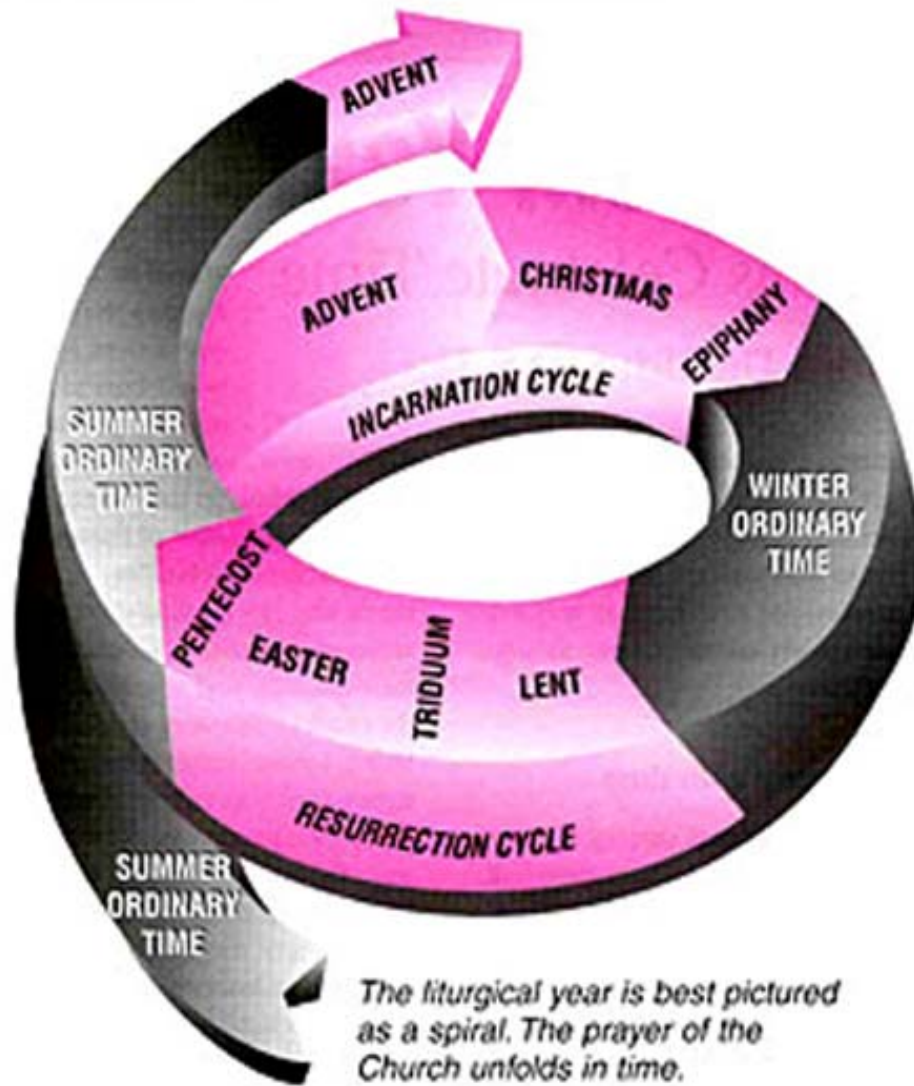 ADVENT
ADVENT
CHRISTMAS
EPIPHANY
INCARNATION CYCLE
SUMMER
ORDINARY
TIME
WINTER
ORDINARY
TIME
PENTECOST
EASTER
TRIDUUM
LENT
RESURRECTION CYCLE
SUMMER
ORDINARY
TIME
The liturgical year is best pictured
as a spiral. The prayer of the
Church unfolds in time.